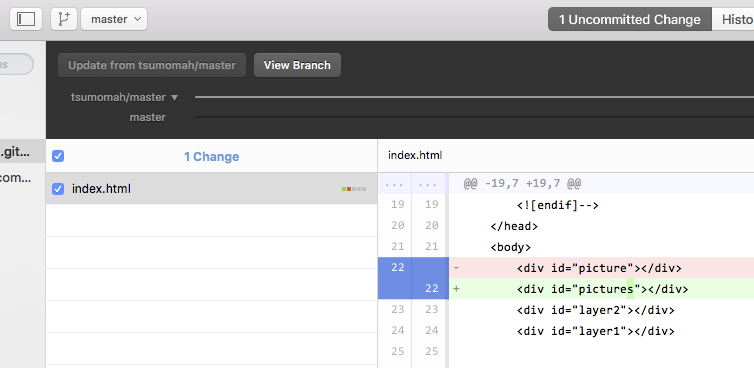 master
1 Uncommitted Change
Histo
es
Update from tsumomah/master
View Branch
tsumomah/master
master
.git...
com...
1 Change
index.html
index.html
... ... @@ -19,7 +19,7 @@
19 19 <![endif]-->
20 20 </head>
21 21 <body>
22 - <div id="picture"></div>
22 + <div id="pictures"></div>
23 23 <div id="layer2"></div>
24 24 <div id="layer1"></div>
25 25